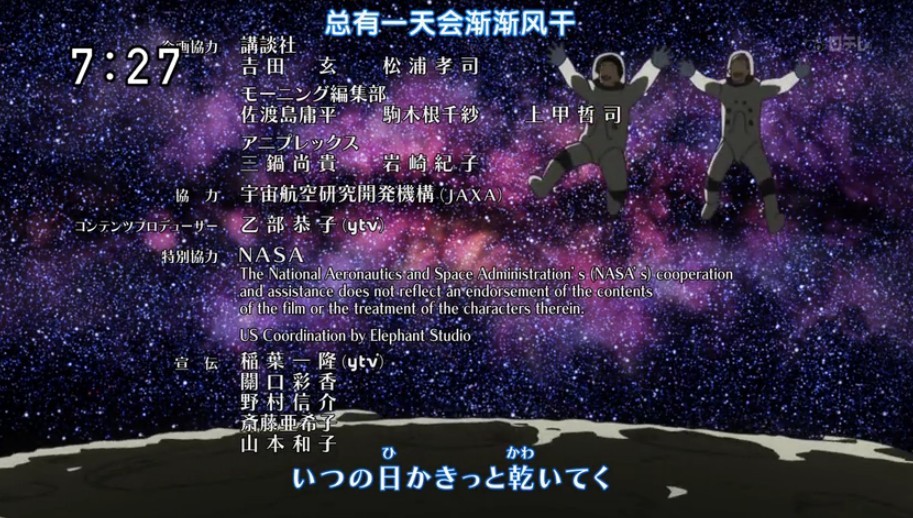 总有一天会渐渐风干
日テレ
7:27
企画協力 講談社
吉田 玄 松浦孝司
モーニング編集部
佐渡島庸平 駒木根千紗 上甲哲司
アニプレックス
三鍋尚貴 岩崎紀子
協力 宇宙航空研究開発機構(JAXA)
コンテンツプロデューサー 乙部恭子(ytv)
特別協力 NASA
The National Aeronautics and Space Administration's (NASA's) cooperation
and assistance does not reflect an endorsement of the contents
of the film or the treatment of the characters therein.
US Coordination by Elephant Studio
宣伝 稲葉一隆(ytv)
關口彩香
野村信介
斎藤亜希子
山本和子
ひ かわ
いつの日かきっと乾いてく